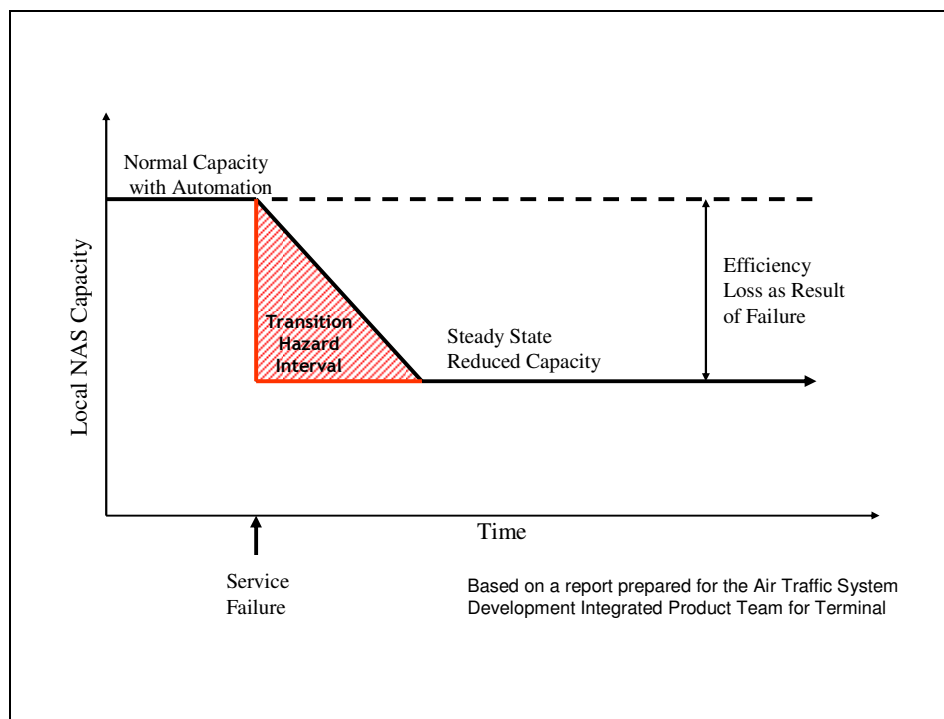 Normal Capacity
with Automation
Local NAS Capacity
Transition
Hazard
Interval
Steady State
Reduced Capacity
Efficiency
Loss as Result
of Failure
Time
Service
Failure
Based on a report prepared for the Air Traffic System
Development Integrated Product Team for Terminal